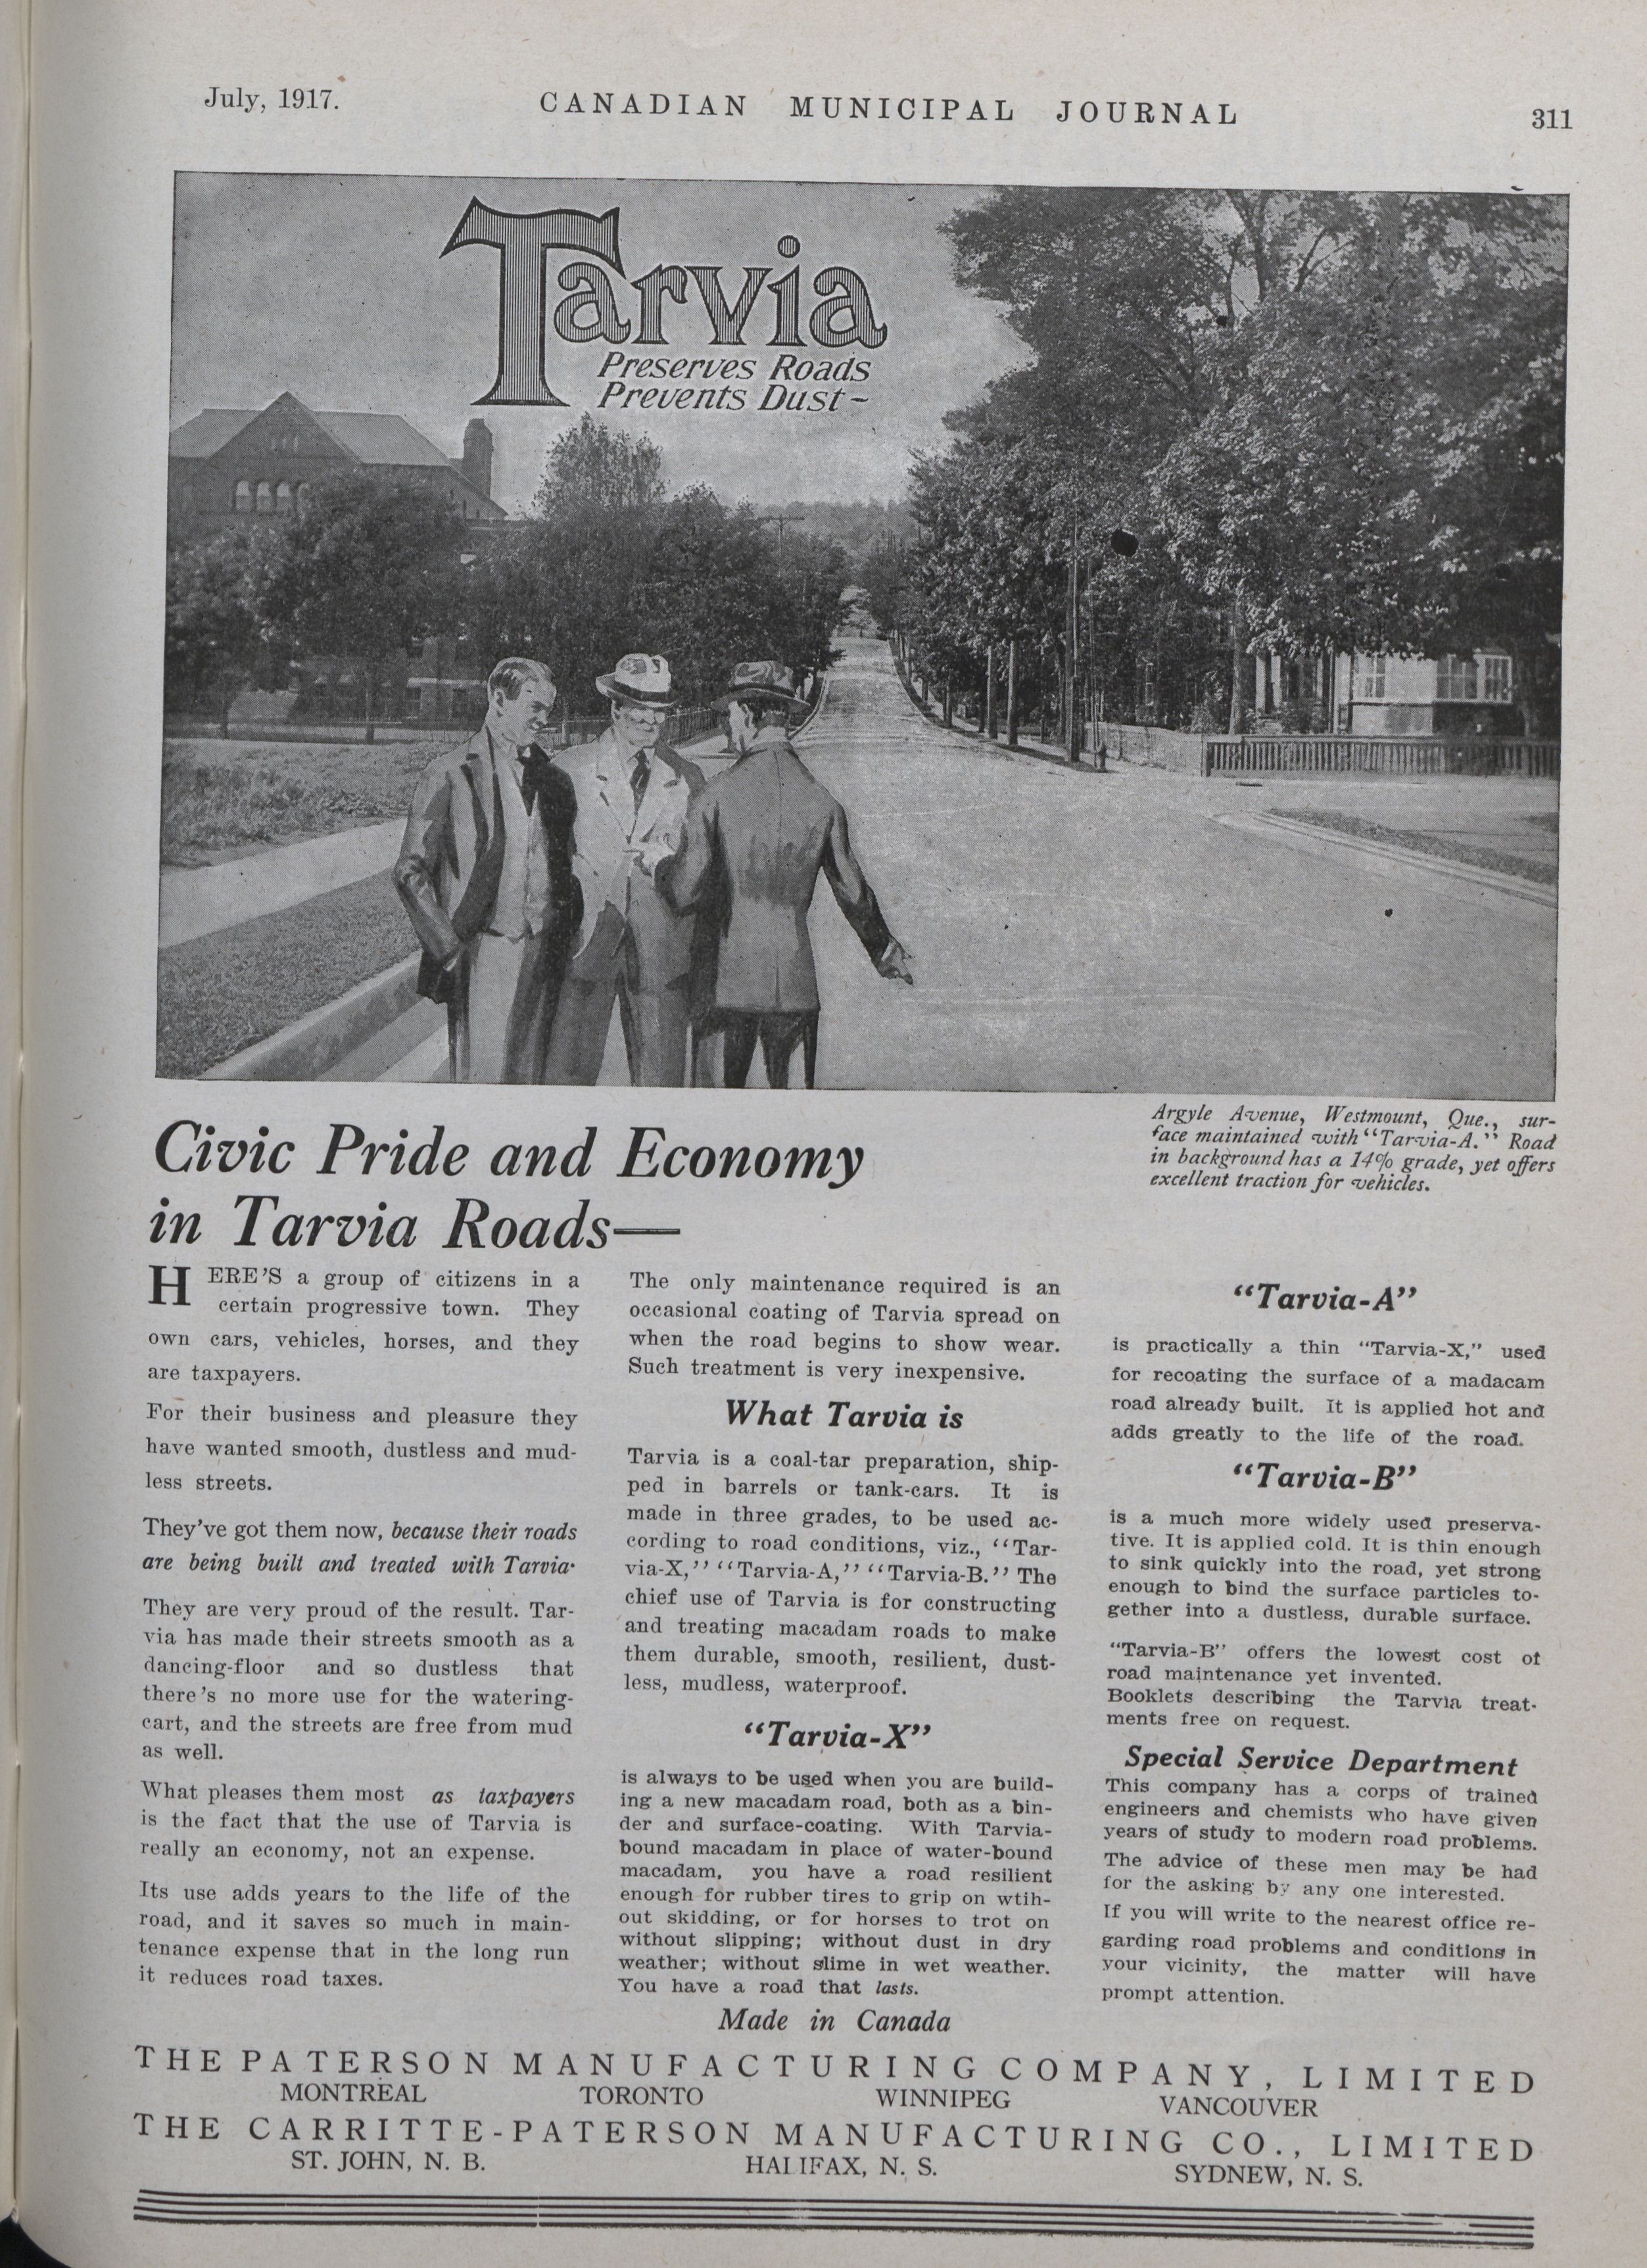 July, 1917.
CANADIAN MUNICIPAL JOURNAL
311
Tarvia
Preserves Roads
Prevents Dust~
Argyle Avenue, Westmount, Que., sur-
face maintained with "Tarvia-A." Road
in background has a 14% grade, yet offers
excellent traction for vehicles.
Civic Pride and Economy
in Tarvia Roads—
HERE'S a group of citizens in a
certain progressive town. They
own cars, vehicles, horses, and they
are taxpayers.
For their business and pleasure they
have wanted smooth, dustless and mud-
less streets.
They've got them now, because their roads
are being built and treated with Tarvia·
They are very proud of the result. Tar-
via has made their streets smooth as a
dancing-floor and so dustless that
there's no more use for the watering-
cart, and the streets are free from mud
as well.
What pleases them most as taxpayers
is the fact that the use of Tarvia is
really an economy, not an expense.
Its use adds years to the life of the
road, and it saves so much in main-
tenance expense that in the long run
it reduces road taxes.
The only maintenance required is an
occasional coating of Tarvia spread on
when the road begins to show wear.
Such treatment is very inexpensive.
What Tarvia is
Tarvia is a coal-tar preparation, ship-
ped in barrels or tank-cars. It is
made in three grades, to be used ac-
cording to road conditions, viz., "Tar-
via-X," "Tarvia-A," "Tarvia-B." The
chief use of Tarvia is for constructing
and treating macadam roads to make
them durable, smooth, resilient, dust-
less, mudless, waterproof.
"Tarvia-X"
is always to be used when you are build-
ing a new macadam road, both as a bin-
der and surface-coating. With Tarvia-
bound macadam in place of water-bound
macadam, you have a road resilient
enough for rubber tires to grip on wtih-
out skidding, or for horses to trot on
without slipping; without dust in dry
weather; without slime in wet weather.
You have a road that lasts.
"Tarvia-A"
is practically a thin "Tarvia-X," used
for recoating the surface of a madacam
road already built. It is applied hot and
adds greatly to the life of the road.
"Tarvia-B"
is a much more widely used preserva-
tive. It is applied cold. It is thin enough
to sink quickly into the road, yet strong
enough to bind the surface particles to-
gether into a dustless, durable surface.
"Tarvia-B" offers the lowest cost of
road maintenance yet invented.
Booklets describing the Tarvia treat-
ments free on request.
Special Service Department
This company has a corps of trained
engineers and chemists who have given
years of study to modern road problems.
The advice of these men may be had
for the asking by any one interested.
If you will write to the nearest office re-
garding road problems and conditions in
your vicinity, the matter will have
prompt attention.
Made in Canada
THE PATERSON MANUFACTURING COMPANY, LIMITED
MONTREAL TORONTO WINNIPEG VANCOUVER
THE CARRITTE-PATERSON MANUFACTURING CO., LIMITED
ST. JOHN, N. B. HALIFAX, N. S. SYDNEW, N. S.